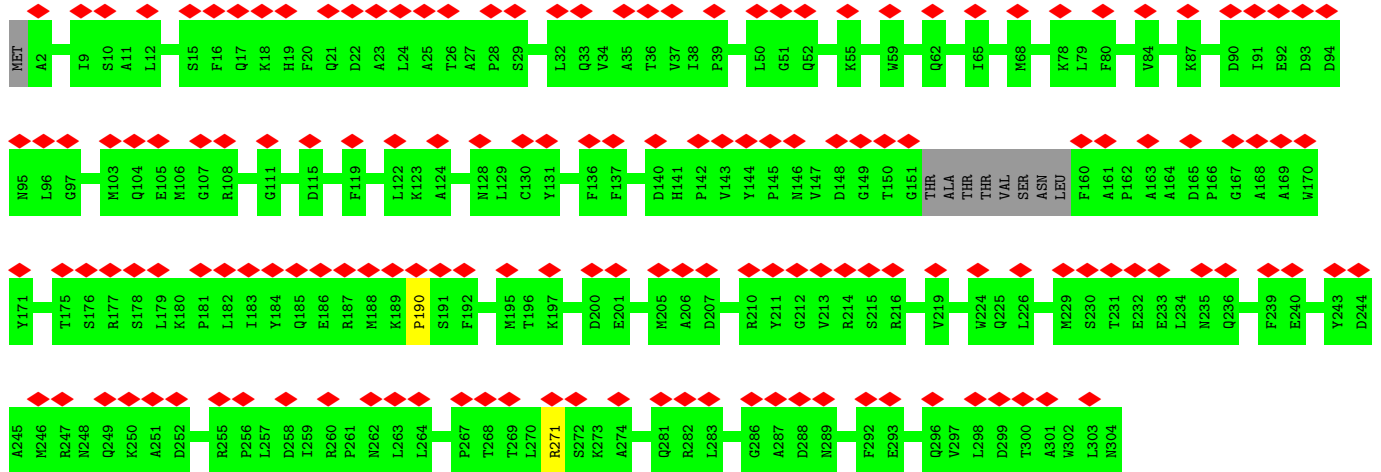 MET A2 I9 S10 A11 L12 S15 F16 Q17 K18 H19 F20 Q21 D22 A23 L24 A25 T26 A27 P28 S29 L32 Q33 V34 A35 T36 V37 I38 P39 L50 G51 Q52 K55 W59 Q62 I65 M68 K78 L79 F80 V84 K87 D90 I91 E92 D93 D94
N95 L96 G97 M103 Q104 E105 M106 G107 R108 G111 D115 F119 L122 K123 A124 N128 L129 C130 Y131 F136 F137 D140 H141 P142 V143 Y144 P145 N146 V147 D148 G149 T150 G151 THR ALA THR THR VAL SER ASN LEU F160 A161 P162 A163 A164 D165 P166 G167 A168 A169 W170
Y171 T175 S176 R177 S178 L179 K180 P181 L182 I183 Y184 Q185 E186 R187 M188 K189 P190 S191 F192 M195 T196 K197 D200 E201 M205 A206 D207 R210 Y211 G212 V213 R214 S215 R216 V219 W224 Q225 L226 M229 S230 T231 E232 E233 L234 N235 Q236 F239 E240 Y243 D244
A245 M246 R247 N248 Q249 K250 A251 D252 R255 P256 L257 D258 I259 R260 P261 N262 L263 L264 P267 T268 T269 L270 R271 S272 K273 A274 Q281 R282 L283 G286 A287 D288 N289 F292 E293 Q296 V297 L298 D299 T300 A301 W302 L303 N304